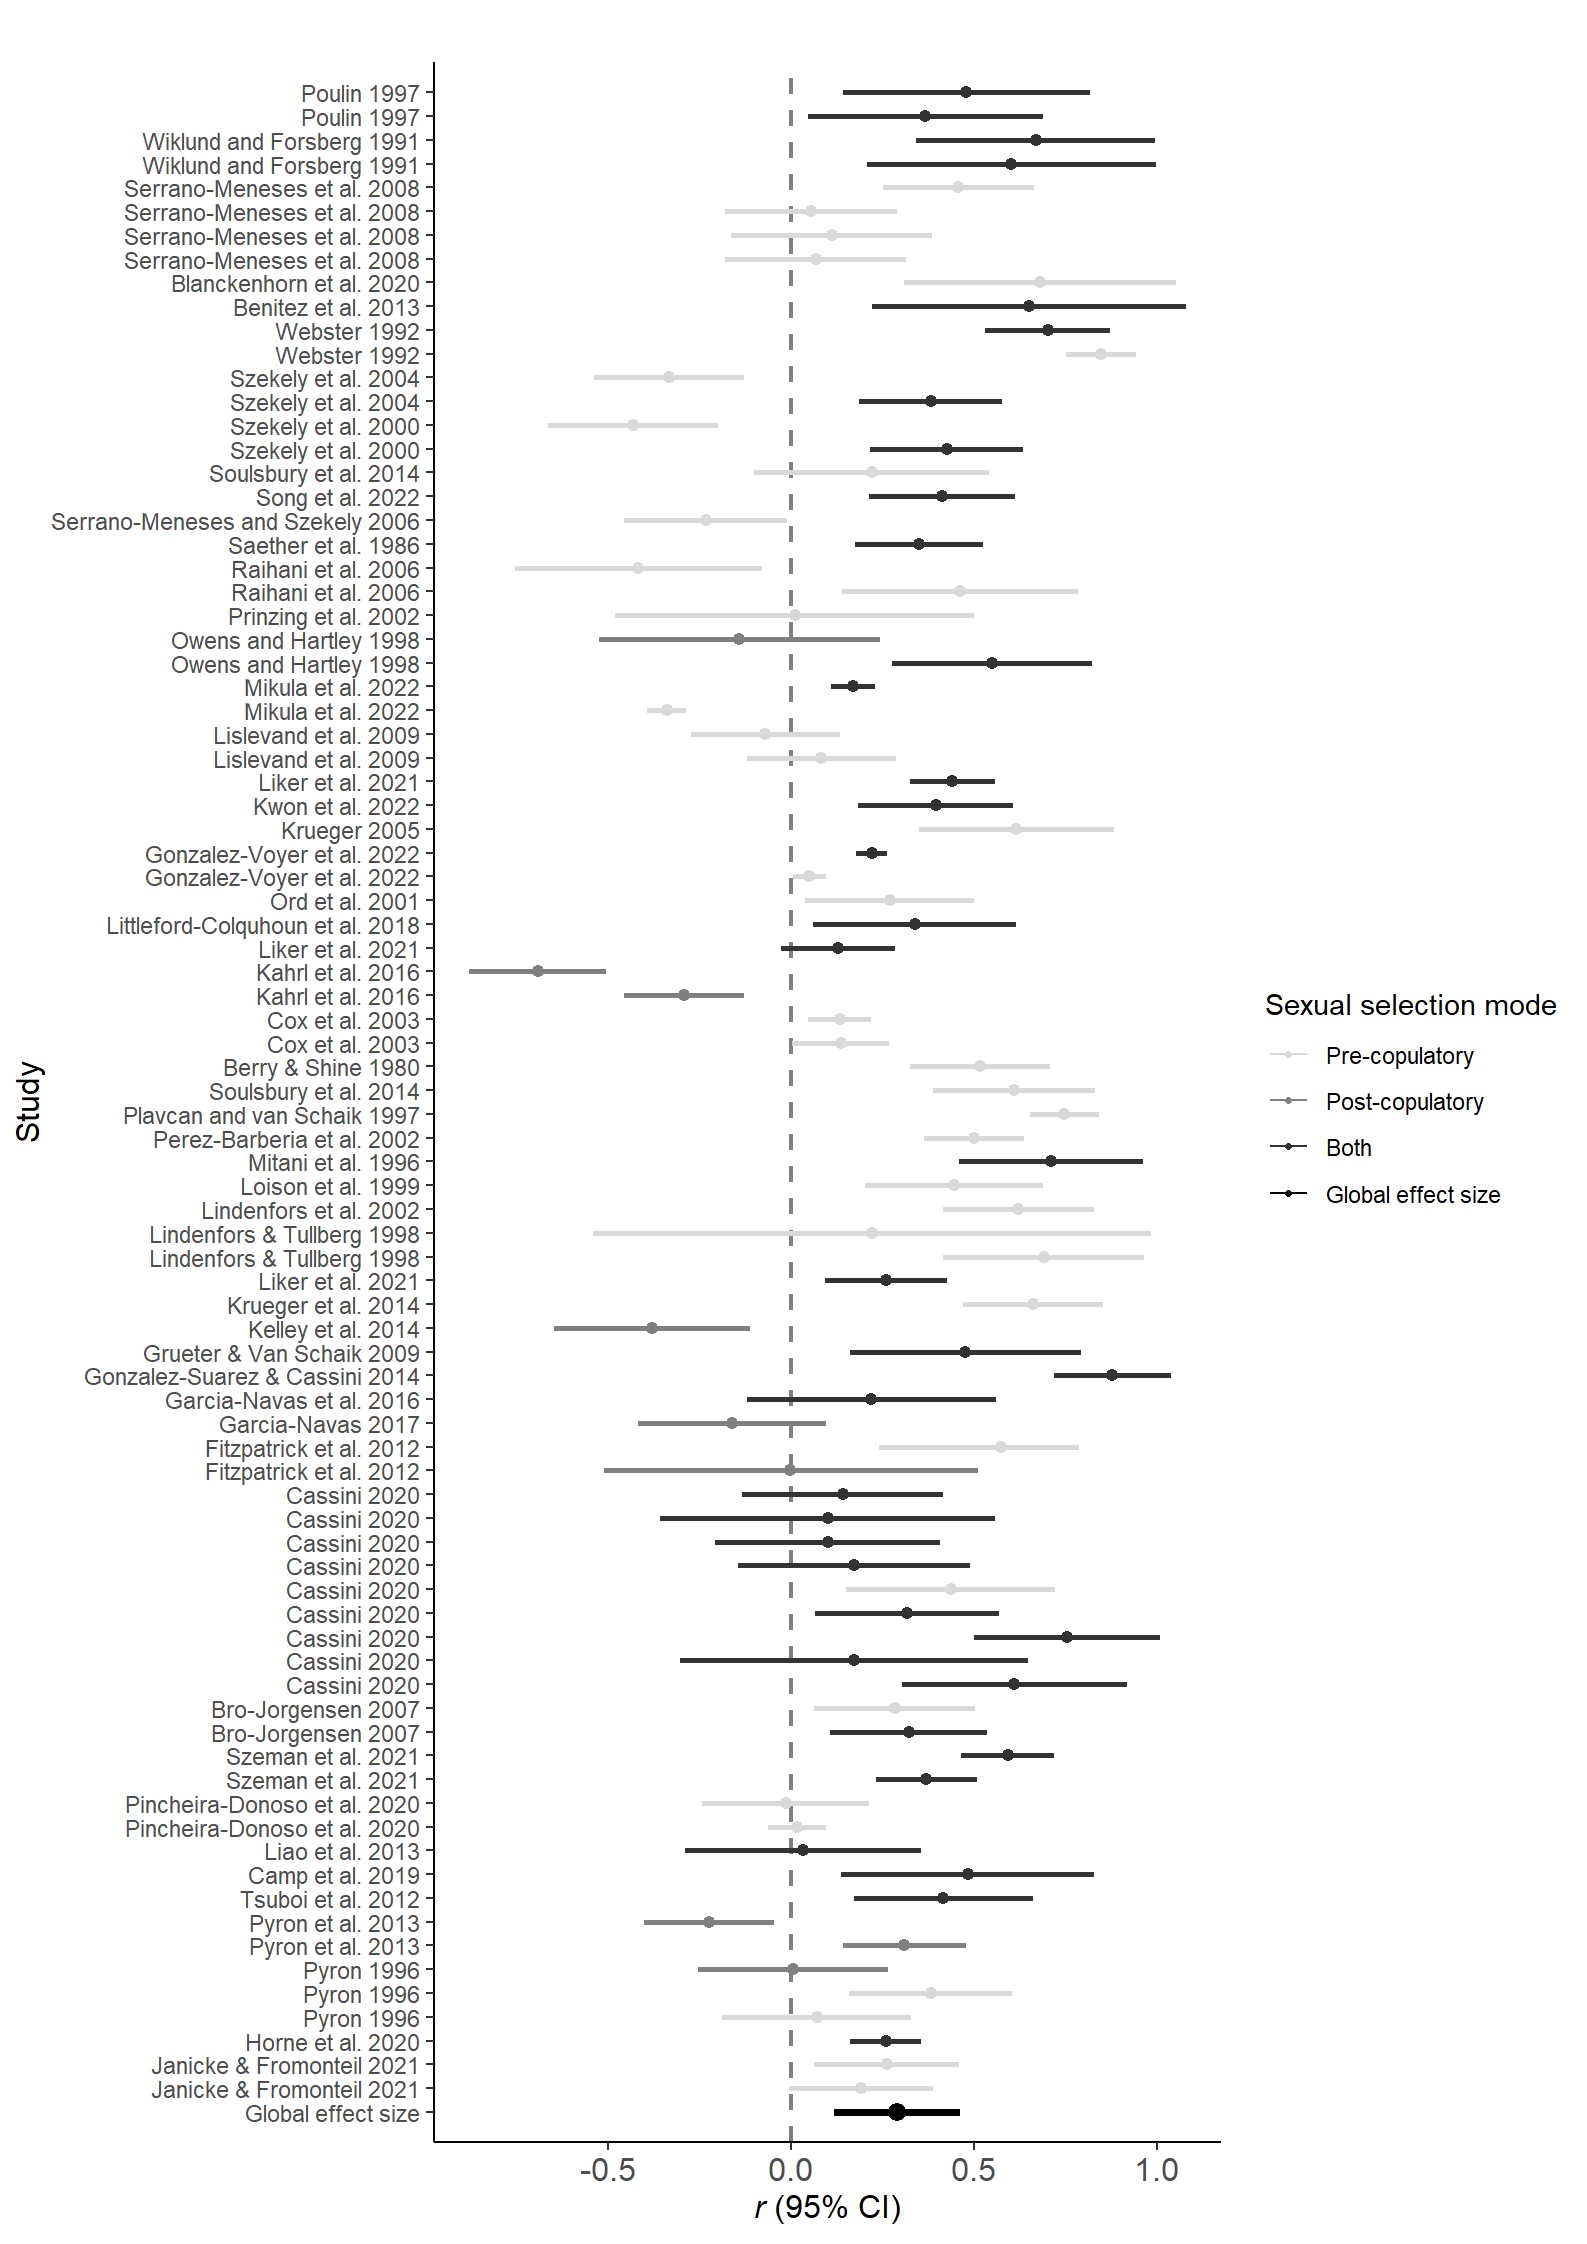 Poulin 1997
Poulin 1997
Wiklund and Forsberg 1991
Wiklund and Forsberg 1991
Serrano-Meneses et al. 2008
Serrano-Meneses et al. 2008
Serrano-Meneses et al. 2008
Serrano-Meneses et al. 2008
Blanckenhorn et al. 2020
Benitez et al. 2013
Webster 1992
Webster 1992
Szekely et al. 2004
Szekely et al. 2004
Szekely et al. 2000
Szekely et al. 2000
Soulsbury et al. 2014
Song et al. 2022
Serrano-Meneses and Szekely 2006
Saether et al. 1986
Raihani et al. 2006
Raihani et al. 2006
Prinzing et al. 2002
Owens and Hartley 1998
Owens and Hartley 1998
Mikula et al. 2022
Mikula et al. 2022
Lislevand et al. 2009
Lislevand et al. 2009
Liker et al. 2021
Kwon et al. 2022
Krueger 2005
Gonzalez-Voyer et al. 2022
Gonzalez-Voyer et al. 2022
Ord et al. 2001
Littleford-Colquhoun et al. 2018
Liker et al. 2021
Kahrl et al. 2016
Kahrl et al. 2016
Cox et al. 2003
Cox et al. 2003
Berry & Shine 1980
Soulsbury et al. 2014
Plavcan and van Schaik 1997
Perez-Barberia et al. 2002
Mitani et al. 1996
Loison et al. 1999
Lindenfors et al. 2002
Lindenfors & Tullberg 1998
Lindenfors & Tullberg 1998
Liker et al. 2021
Krueger et al. 2014
Kelley et al. 2014
Grueter & Van Schaik 2009
Gonzalez-Suarez & Cassini 2014
Garcia-Navas et al. 2016
Garcia-Navas 2017
Fitzpatrick et al. 2012
Fitzpatrick et al. 2012
Cassini 2020
Cassini 2020
Cassini 2020
Cassini 2020
Cassini 2020
Cassini 2020
Cassini 2020
Cassini 2020
Cassini 2020
Bro-Jorgensen 2007
Bro-Jorgensen 2007
Szeman et al. 2021
Szeman et al. 2021
Pincheira-Donoso et al. 2020
Pincheira-Donoso et al. 2020
Liao et al. 2013
Camp et al. 2019
Tsuboi et al. 2012
Pyron et al. 2013
Pyron et al. 2013
Pyron 1996
Pyron 1996
Pyron 1996
Horne et al. 2020
Janicke & Fromonteil 2021
Janicke & Fromonteil 2021
Global effect size
Study
-0.5 0.0 0.5 1.0
r (95% CI)
Sexual selection mode
Pre-copulatory
Post-copulatory
Both
Global effect size